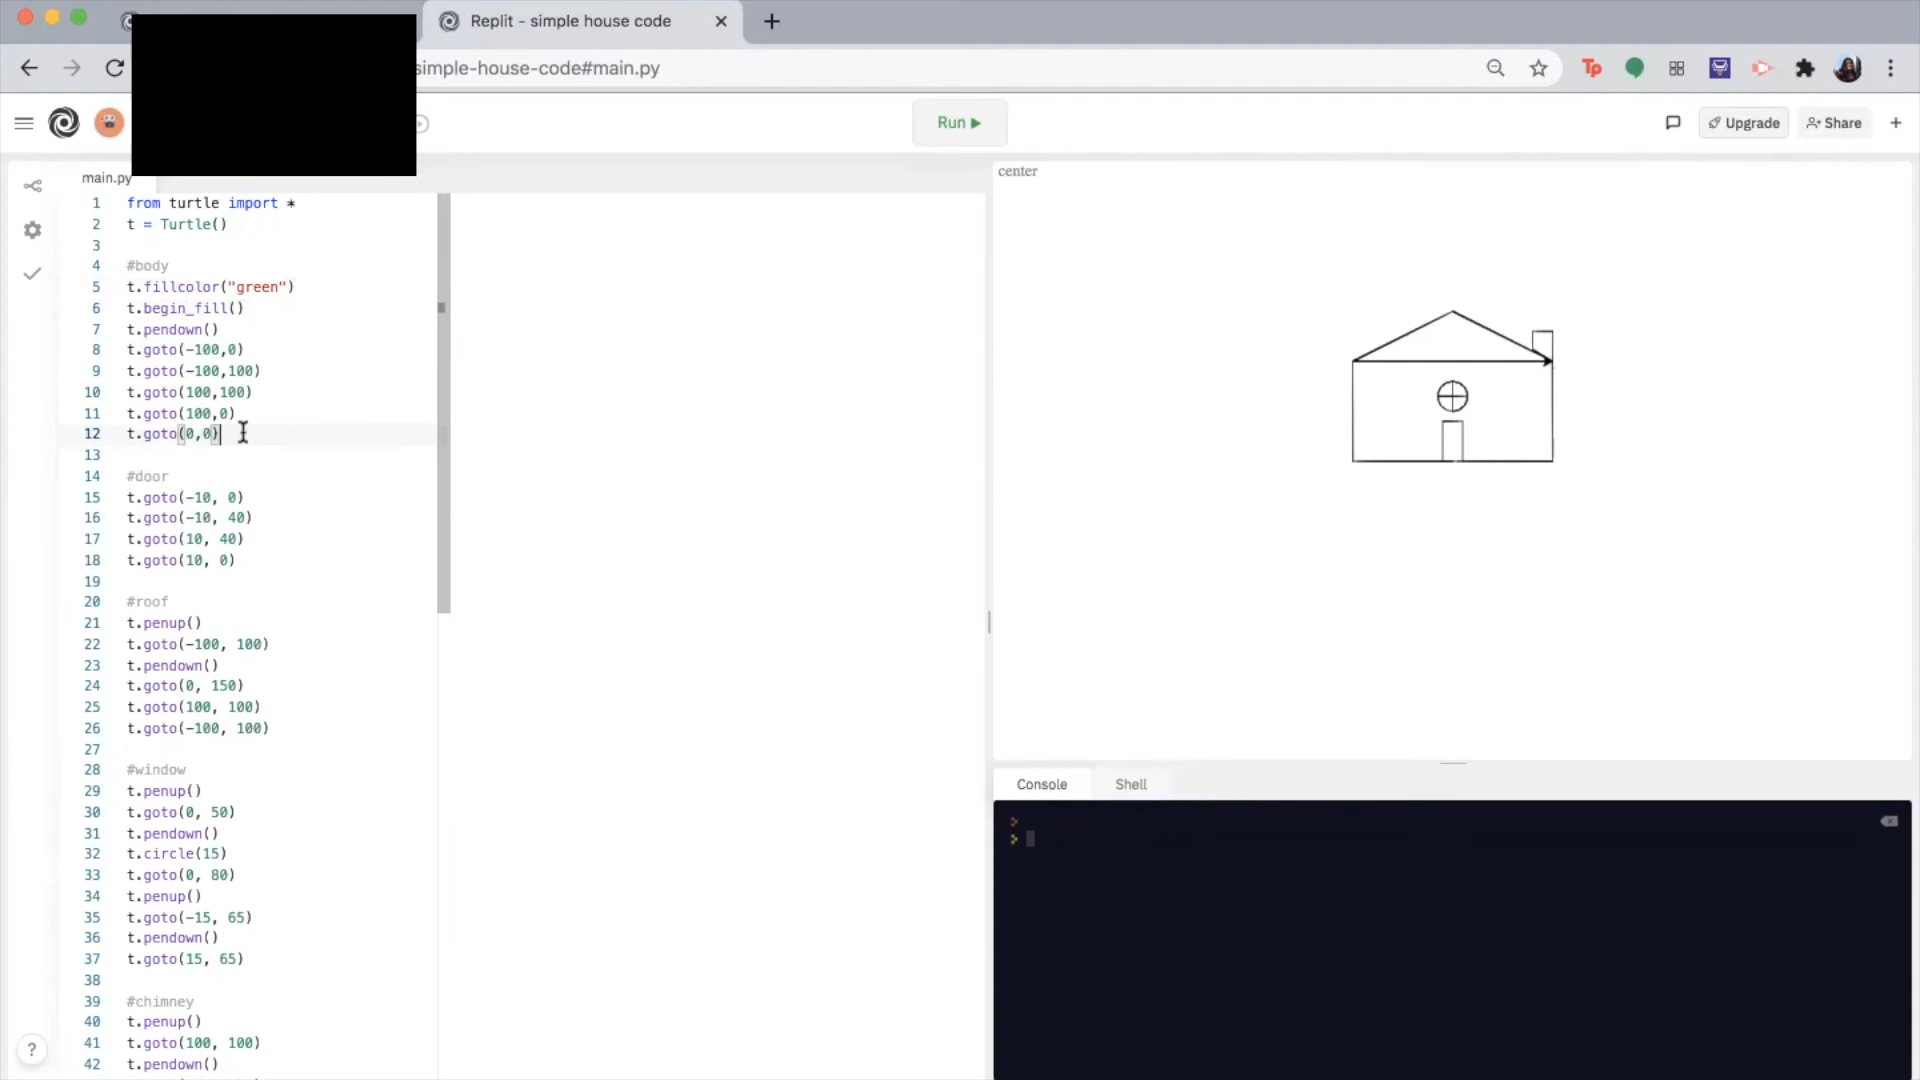 Replit - simple house code
simple-house-code#main.py
Tp
Run
Upgrade
Share
main.py
center
1 from turtle import *
2 t = Turtle()
3
4 #body
5 t.fillcolor("green")
6 t.begin_fill()
7 t.pendown()
8 t.goto(-100,0)
9 t.goto(-100,100)
10 t.goto(100,100)
11 t.goto(100,0)
12 t.goto(0,0)
13
14 #door
15 t.goto(-10, 0)
16 t.goto(-10, 40)
17 t.goto(10, 40)
18 t.goto(10, 0)
19
20 #roof
21 t.penup()
22 t.goto(-100, 100)
23 t.pendown()
24 t.goto(0, 150)
25 t.goto(100, 100)
26 t.goto(-100, 100)
27
28 #window
29 t.penup()
30 t.goto(0, 50)
31 t.pendown()
32 t.circle(15)
33 t.goto(0, 80)
34 t.penup()
35 t.goto(-15, 65)
36 t.pendown()
37 t.goto(15, 65)
38
39 #chimney
40 t.penup()
41 t.goto(100, 100)
42 t.pendown()
Console Shell
>
>
?